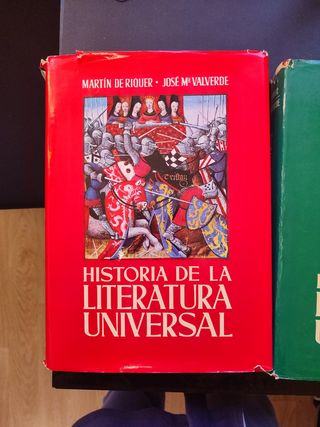 MARTÍN DE RIQUER · JOSÉ Mª VALVERDE
HISTORIA DE LA
LITERATURA
UNIVERSAL